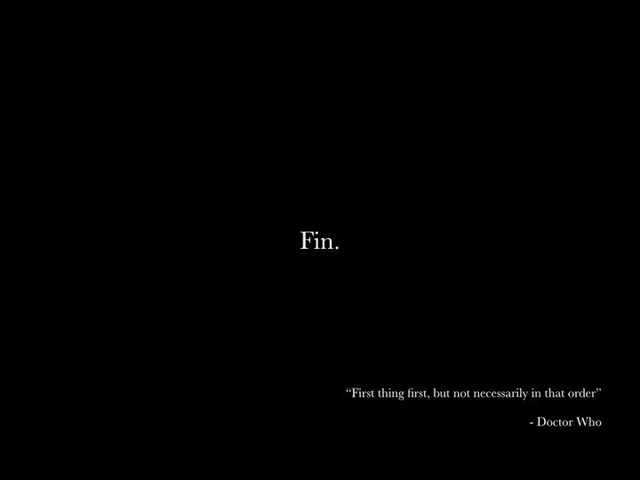 Fin.
“First thing first, but not necessarily in that order”
- Doctor Who